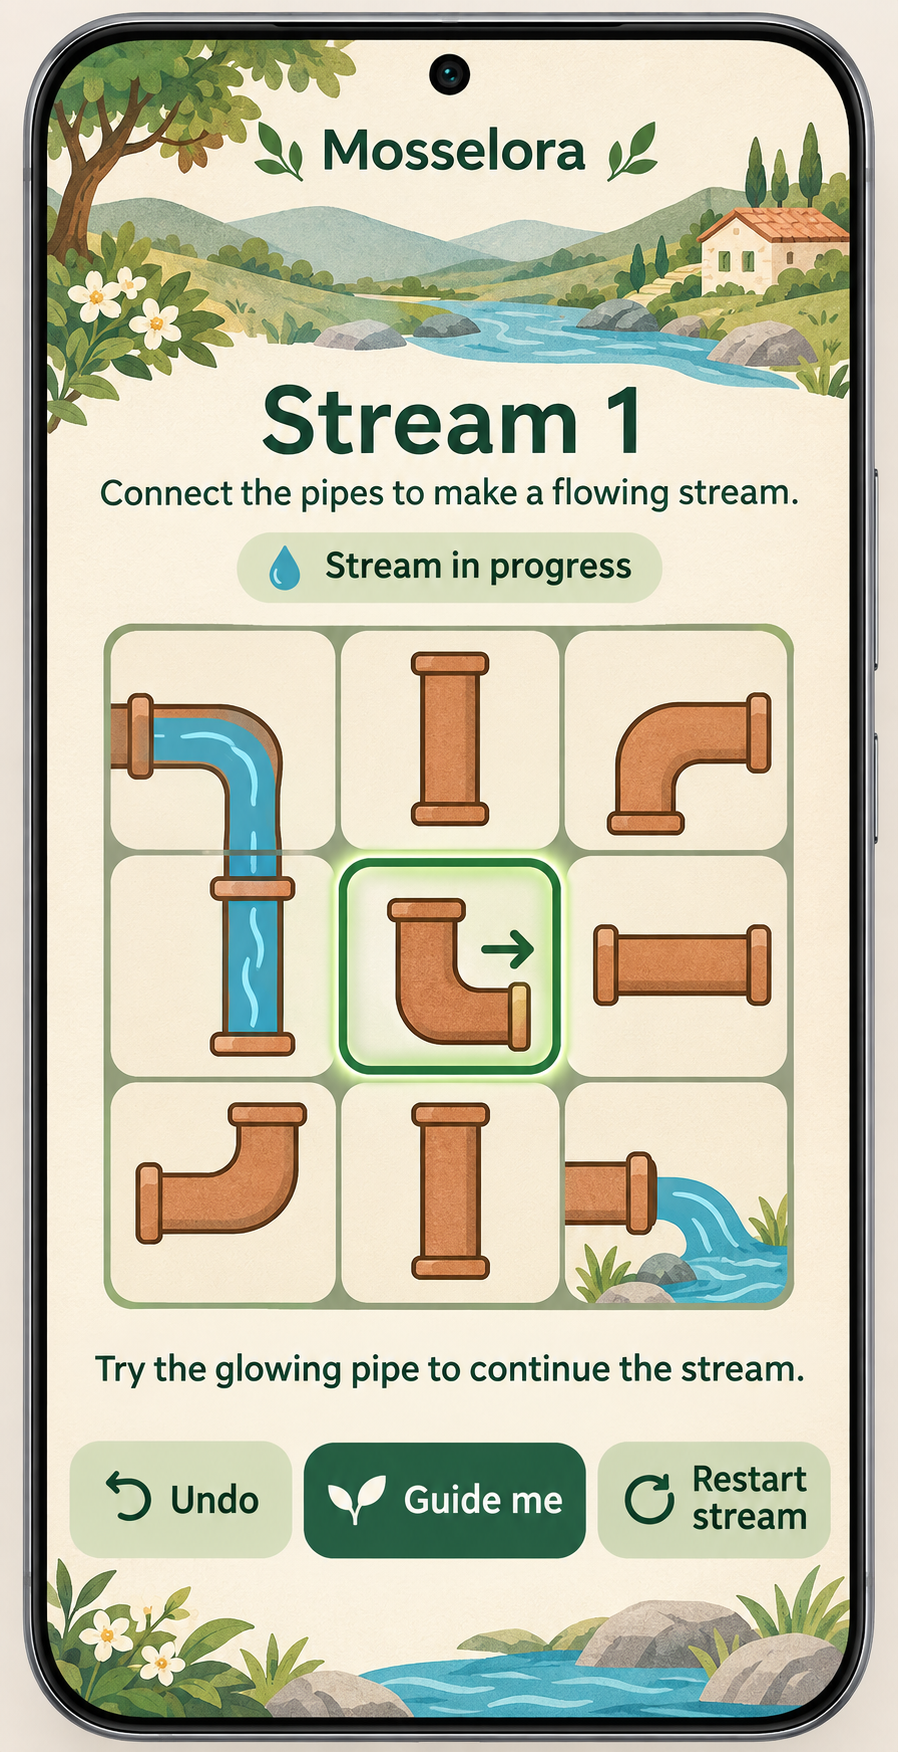 Mosselora
Stream 1
Connect the pipes to make a flowing stream.
Stream in progress
Try the glowing pipe to continue the stream.
Undo
Guide me
Restart
stream